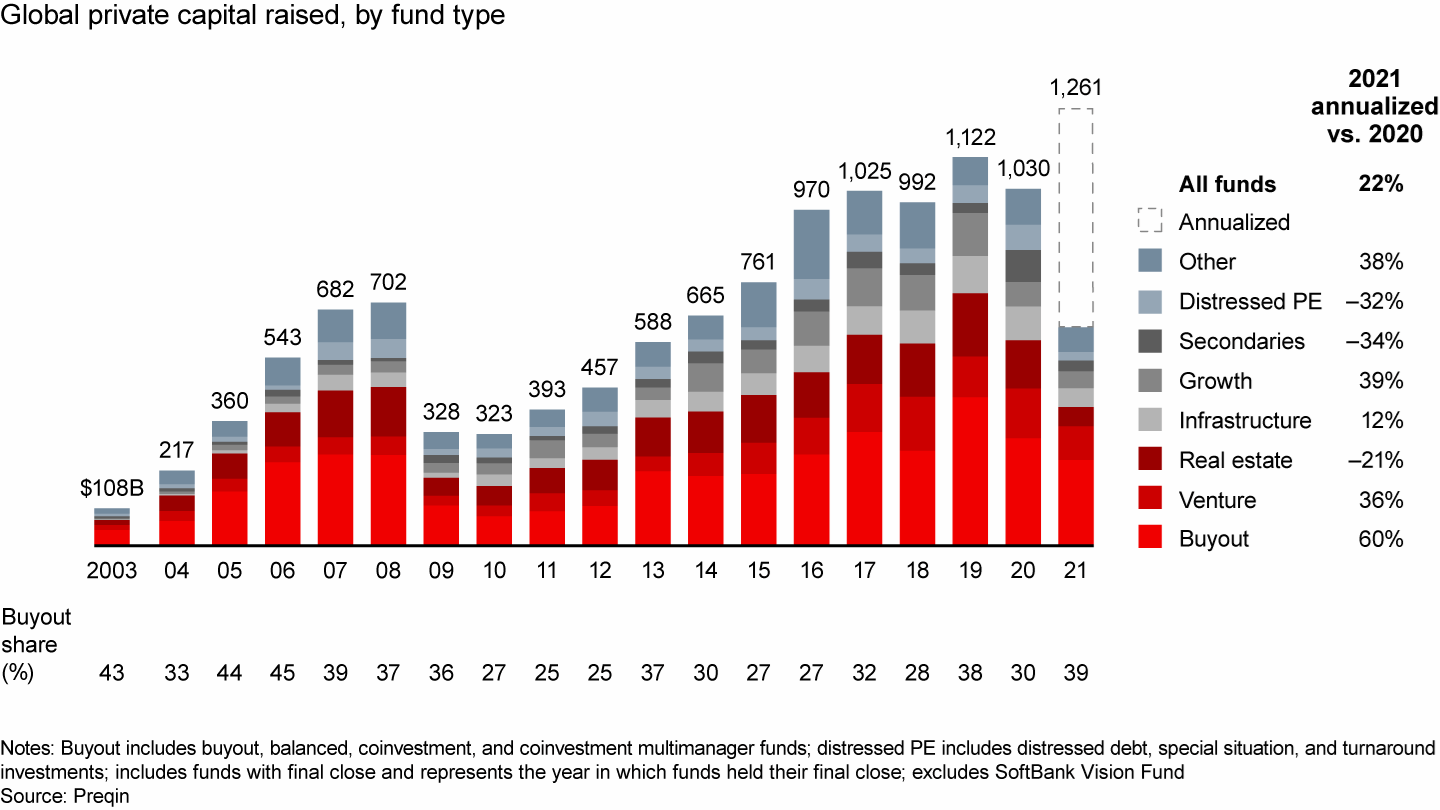 Global private capital raised, by fund type
2021
annualized
vs. 2020
1,261
1,122
1,030
1,025
992
970
761
702
682
665
588
543
457
393
360
328
323
217
$108B
All funds 22%
Annualized
Other 38%
Distressed PE –32%
Secondaries –34%
Growth 39%
Infrastructure 12%
Real estate –21%
Venture 36%
Buyout 60%
2003 04 05 06 07 08 09 10 11 12 13 14 15 16 17 18 19 20 21
Buyout
share
(%) 43 33 44 45 39 37 36 27 25 25 37 30 27 27 32 28 38 30 39
Notes: Buyout includes buyout, balanced, coinvestment, and coinvestment multimanager funds; distressed PE includes distressed debt, special situation, and turnaround
investments; includes funds with final close and represents the year in which funds held their final close; excludes SoftBank Vision Fund
Source: Preqin